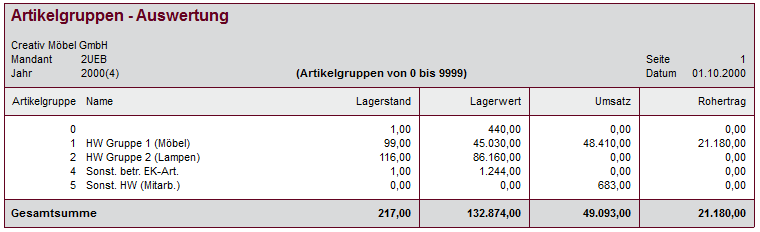 Artikelgruppen - Auswertung
Creativ Möbel GmbH
Mandant 2UEB Seite 1
Jahr 2000(4) (Artikelgruppen von 0 bis 9999) Datum 01.10.2000
Artikelgruppe Name Lagerstand Lagerwert Umsatz Rohertrag
0 1,00 440,00 0,00 0,00
1 HW Gruppe 1 (Möbel) 99,00 45.030,00 48.410,00 21.180,00
2 HW Gruppe 2 (Lampen) 116,00 86.160,00 0,00 0,00
4 Sonst. betr. EK-Art. 1,00 1.244,00 0,00 0,00
5 Sonst. HW (Mitarb.) 0,00 0,00 683,00 0,00
Gesamtsumme 217,00 132.874,00 49.093,00 21.180,00